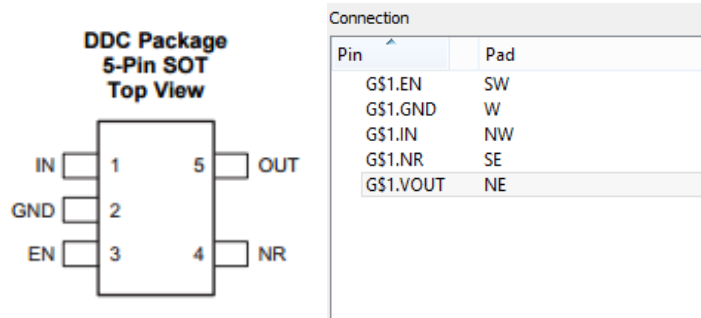 DDC Package
5-Pin SOT
Top View
IN 1 5 OUT
GND 2
EN 3 4 NR
Connection
Pin Pad
G$1.EN SW
G$1.GND W
G$1.IN NW
G$1.NR SE
G$1.VOUT NE